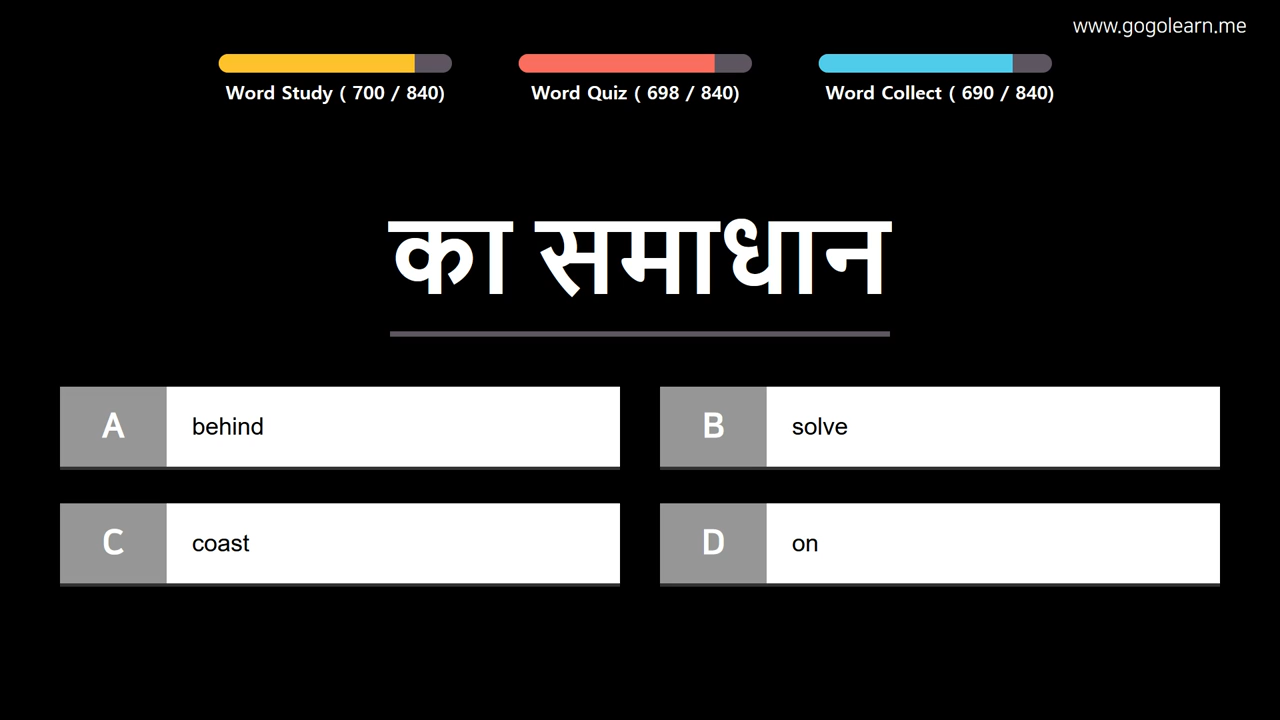 www.gogolearn.me
Word Study ( 700 / 840)
Word Quiz ( 698 / 840)
Word Collect ( 690 / 840)
का समाधान
A behind
B solve
C coast
D on